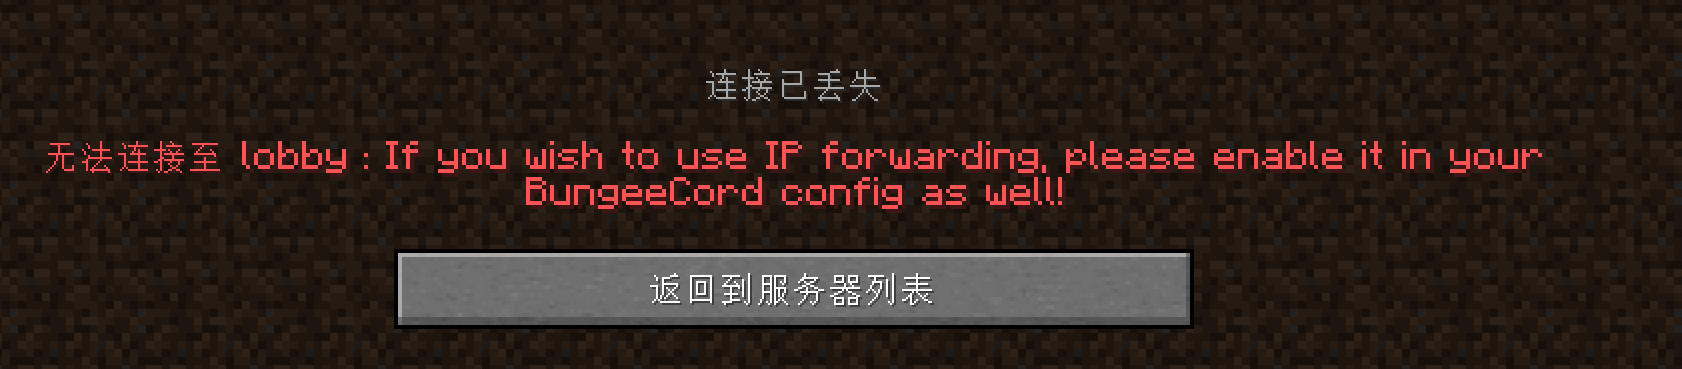 连接已丢失
无法连接至 lobby : If you wish to use IP forwarding, please enable it in your
BungeeCord config as well!
返回到服务器列表